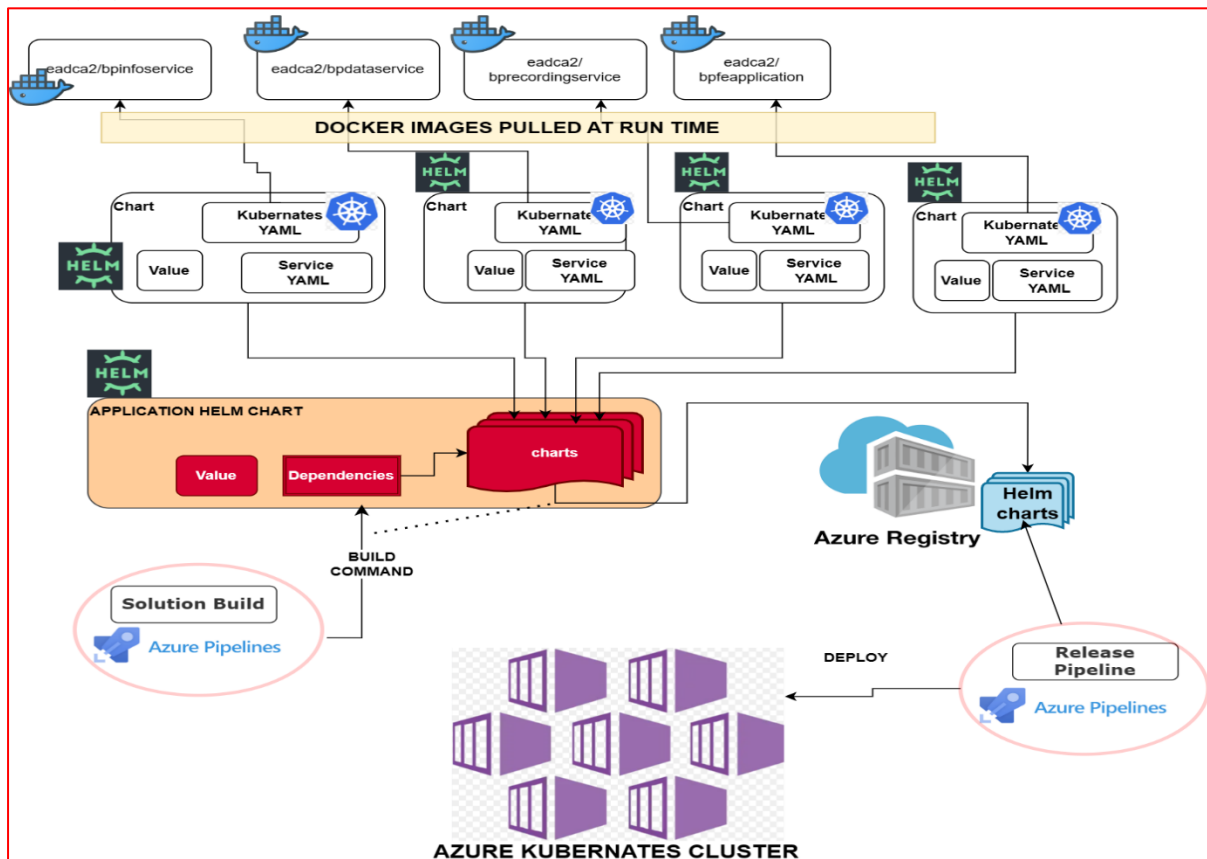 eadca2/bpinfoservice
eadca2/bpdataservice
eadca2/
bprecordingservice
eadca2/
bpfeapplication
DOCKER IMAGES PULLED AT RUN TIME
HELM
Chart
Kubernates
YAML
Value
Service
YAML
HELM
Chart
Kubernate
YAML
Value
Service
YAML
HELM
Chart
Kubernate
YAML
Value
Service
YAML
HELM
Chart
Kubernate
YAML
Value
Service
YAML
HELM
APPLICATION HELM CHART
Value
Dependencies
charts
Azure Registry
Helm
charts
BUILD
COMMAND
Solution Build
Azure Pipelines
DEPLOY
Release
Pipeline
Azure Pipelines
AZURE KUBERNATES CLUSTER